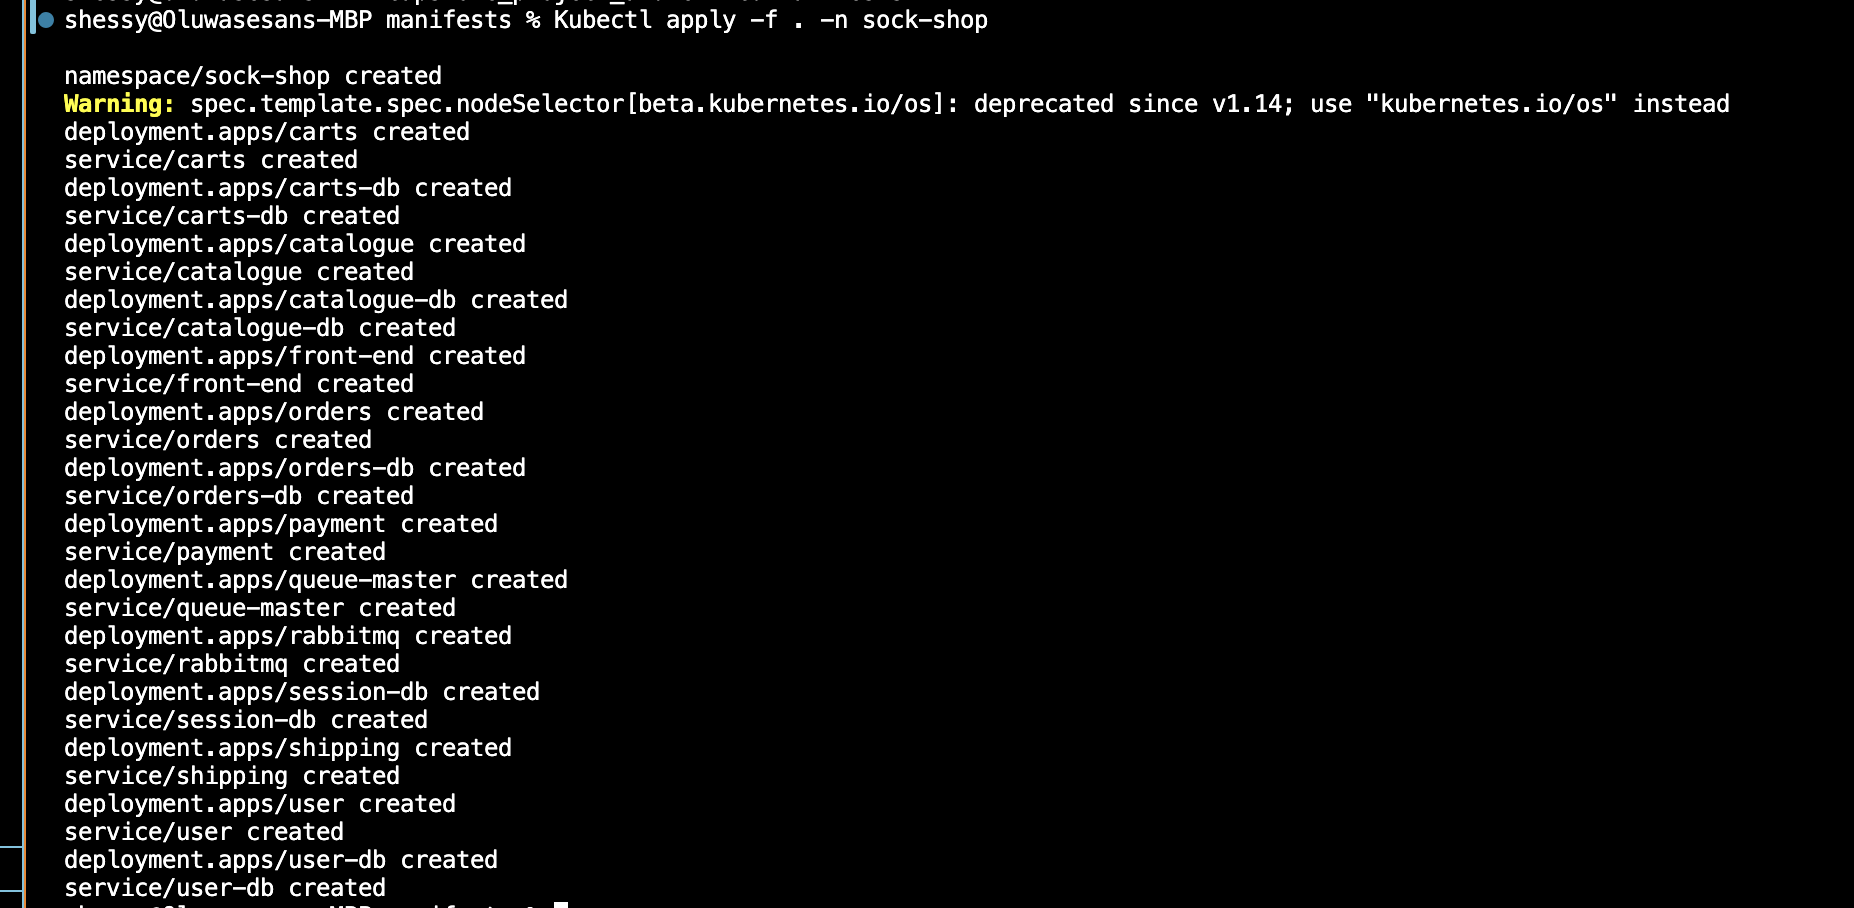 shessy@Oluwasesans-MBP manifests % Kubectl apply -f . -n sock-shop
namespace/sock-shop created
Warning: spec.template.spec.nodeSelector[beta.kubernetes.io/os]: deprecated since v1.14; use "kubernetes.io/os" instead
deployment.apps/carts created
service/carts created
deployment.apps/carts-db created
service/carts-db created
deployment.apps/catalogue created
service/catalogue created
deployment.apps/catalogue-db created
service/catalogue-db created
deployment.apps/front-end created
service/front-end created
deployment.apps/orders created
service/orders created
deployment.apps/orders-db created
service/orders-db created
deployment.apps/payment created
service/payment created
deployment.apps/queue-master created
service/queue-master created
deployment.apps/rabbitmq created
service/rabbitmq created
deployment.apps/session-db created
service/session-db created
deployment.apps/shipping created
service/shipping created
deployment.apps/user created
service/user created
deployment.apps/user-db created
service/user-db created